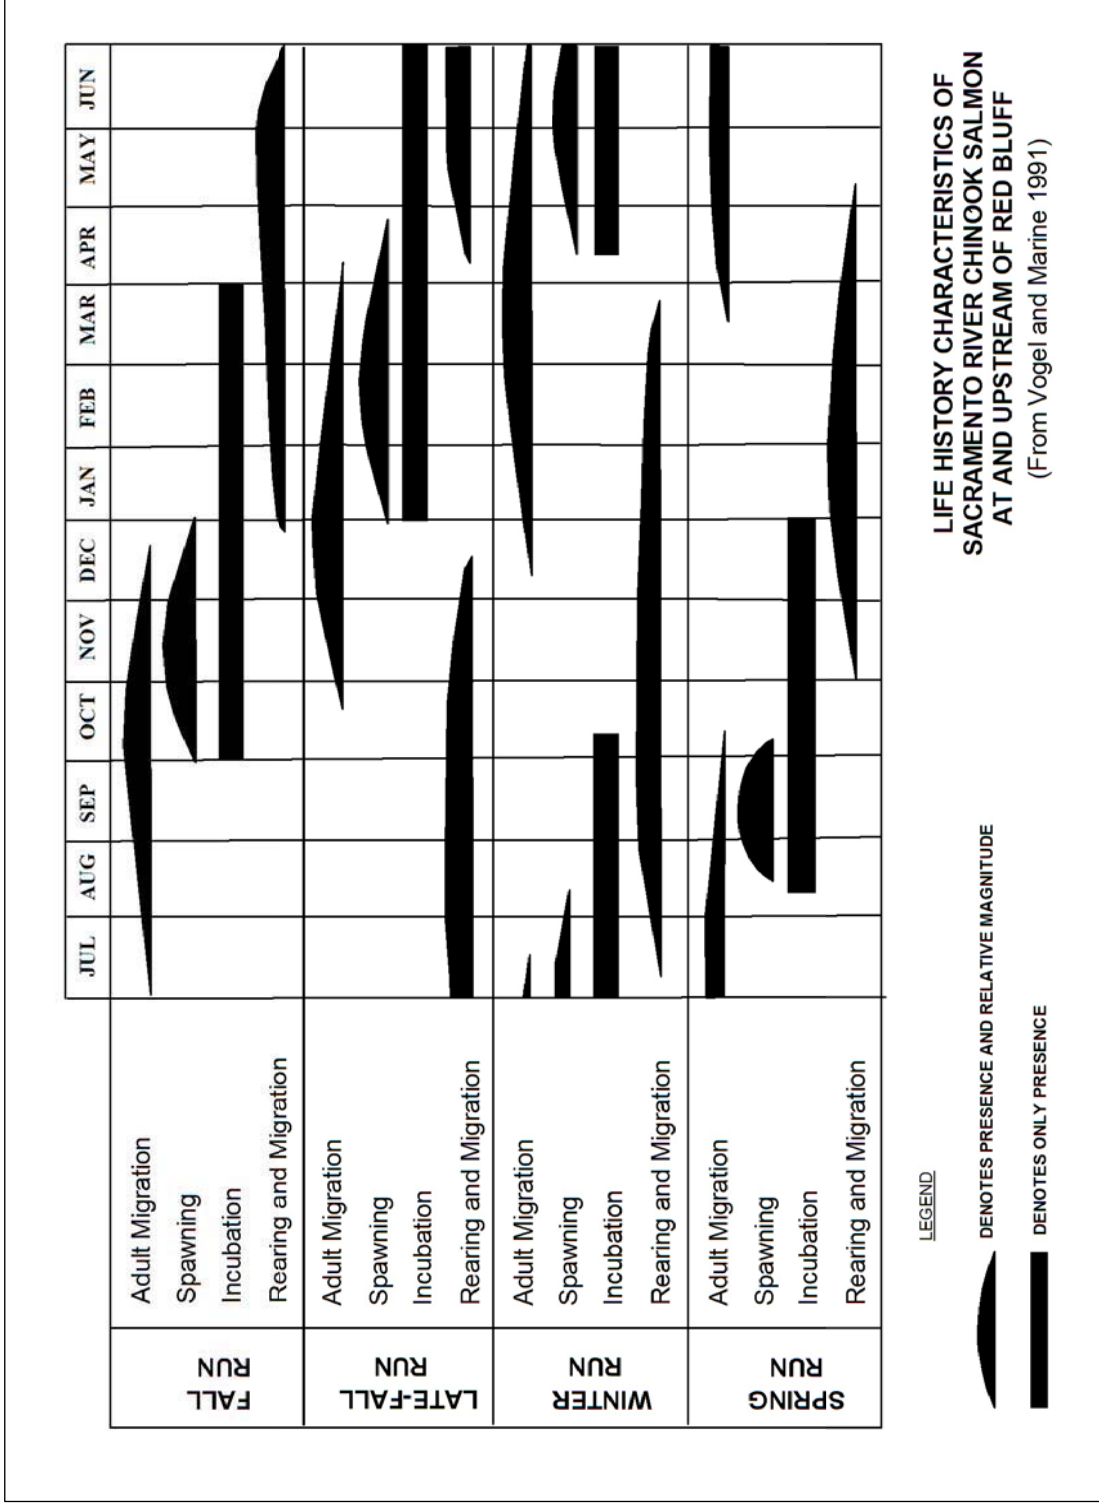 JUL AUG SEP OCT NOV DEC JAN FEB MAR APR MAY JUN
FALL
RUN
Adult Migration
Spawning
Incubation
Rearing and Migration
LATE-FALL
RUN
Adult Migration
Spawning
Incubation
Rearing and Migration
WINTER
RUN
Adult Migration
Spawning
Incubation
Rearing and Migration
SPRING
RUN
Adult Migration
Spawning
Incubation
Rearing and Migration
LEGEND
DENOTES PRESENCE AND RELATIVE MAGNITUDE
DENOTES ONLY PRESENCE
LIFE HISTORY CHARACTERISTICS OF
SACRAMENTO RIVER CHINOOK SALMON
AT AND UPSTREAM OF RED BLUFF
(From Vogel and Marine 1991)